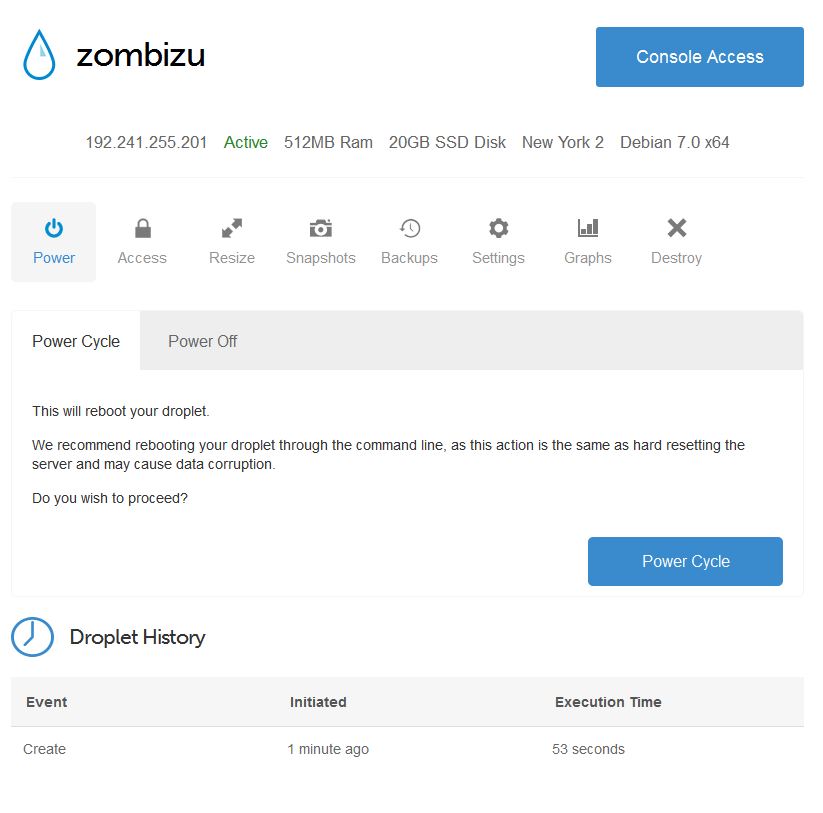 zombizu
Console Access
192.241.255.201 Active 512MB Ram 20GB SSD Disk New York 2 Debian 7.0 x64
Power Access Resize Snapshots Backups Settings Graphs Destroy
Power Cycle Power Off
This will reboot your droplet.
We recommend rebooting your droplet through the command line, as this action is the same as hard resetting the
server and may cause data corruption.
Do you wish to proceed?
Power Cycle
Droplet History
Event Initiated Execution Time
Create 1 minute ago 53 seconds